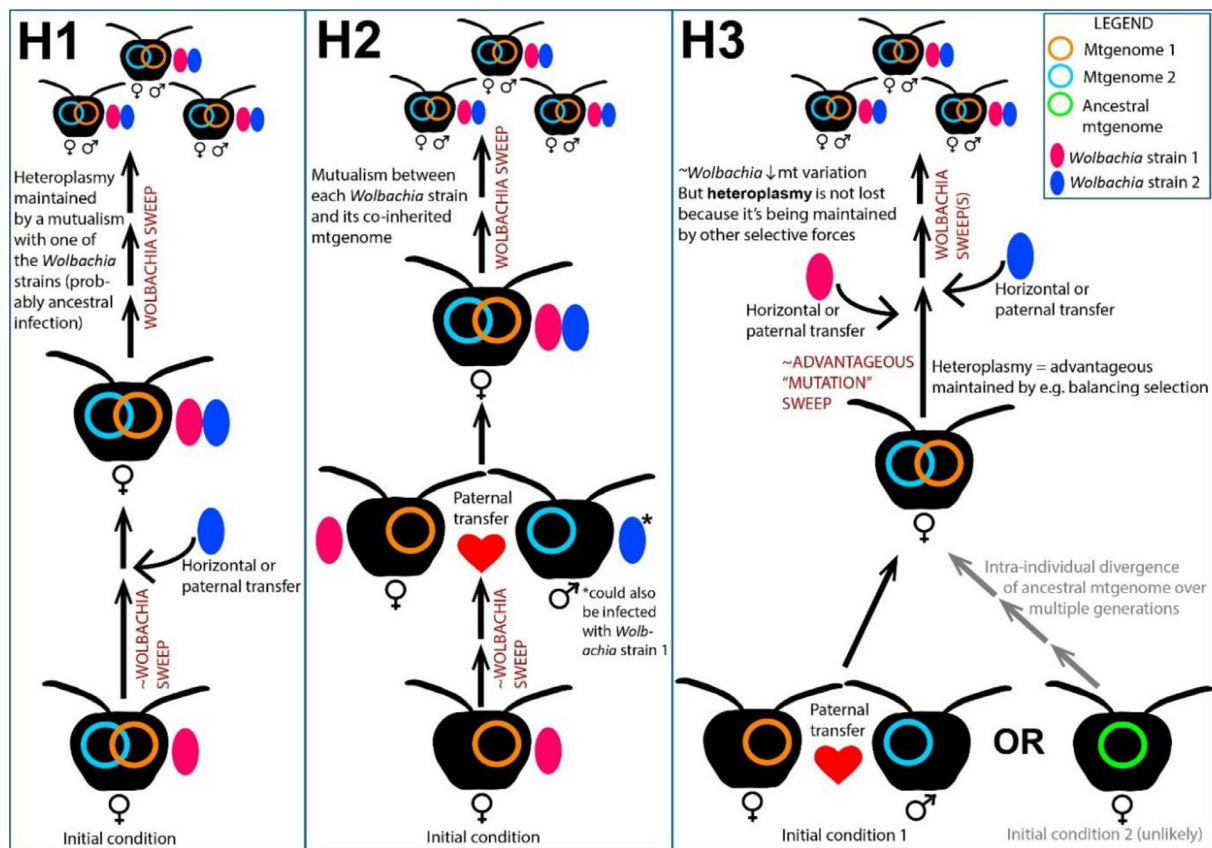 H1
♀ ♂
♀ ♂
♀ ♂
Heteroplasmy
maintained
by a mutualism
with one of
the Wolbachia
strains (prob-
ably ancestral
infection)
WOLBACHIA SWEEP
♀
Horizontal or
paternal transfer
~WOLBACHIA
SWEEP
♀
Initial condition
H2
♀ ♂
♀ ♂
♀ ♂
Mutualism between
each Wolbachia strain
and its co-inherited
mtgenome
WOLBACHIA SWEEP
♀
Paternal
transfer
*
♀
♂
*could also
be infected
with Wolb-
achia strain 1
~WOLBACHIA
SWEEP
♀
Initial condition
H3
♀ ♂
♀ ♂
♀ ♂
~Wolbachia ↓ mt variation
But heteroplasmy is not lost
because it's being maintained
by other selective forces
WOLBACHIA
SWEEP(S)
Horizontal or
paternal transfer
Horizontal or
paternal transfer
~ADVANTAGEOUS
"MUTATION"
SWEEP
Heteroplasmy = advantageous
maintained by e.g. balancing selection
♀
Intra-individual divergence
of ancestral mtgenome over
multiple generations
Paternal
transfer
OR
♀
♂
♀
Initial condition 1
Initial condition 2 (unlikely)
LEGEND
Mtgenome 1
Mtgenome 2
Ancestral
mtgenome
Wolbachia strain 1
Wolbachia strain 2